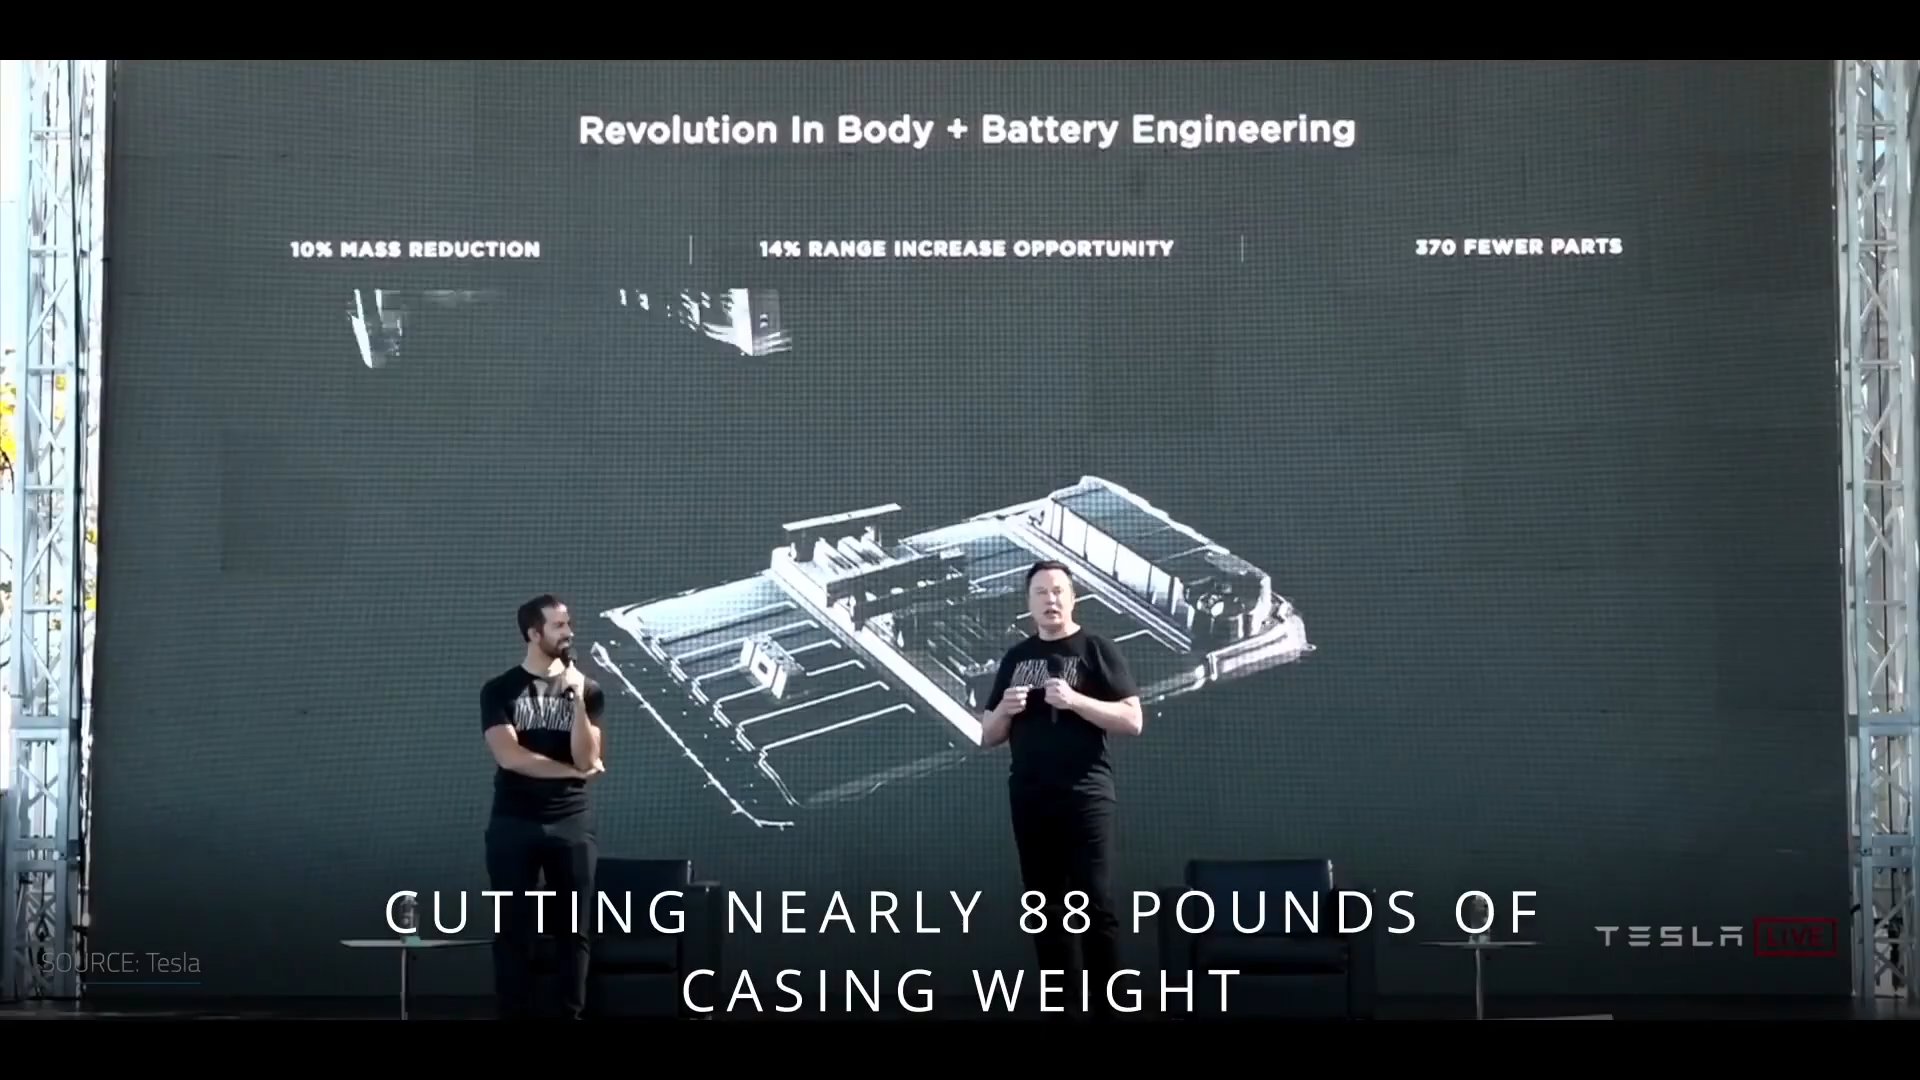 Revolution In Body + Battery Engineering
10% MASS REDUCTION
14% RANGE INCREASE OPPORTUNITY
370 FEWER PARTS
CUTTING NEARLY 88 POUNDS OF
CASING WEIGHT
SOURCE: Tesla
TESLA LIVE